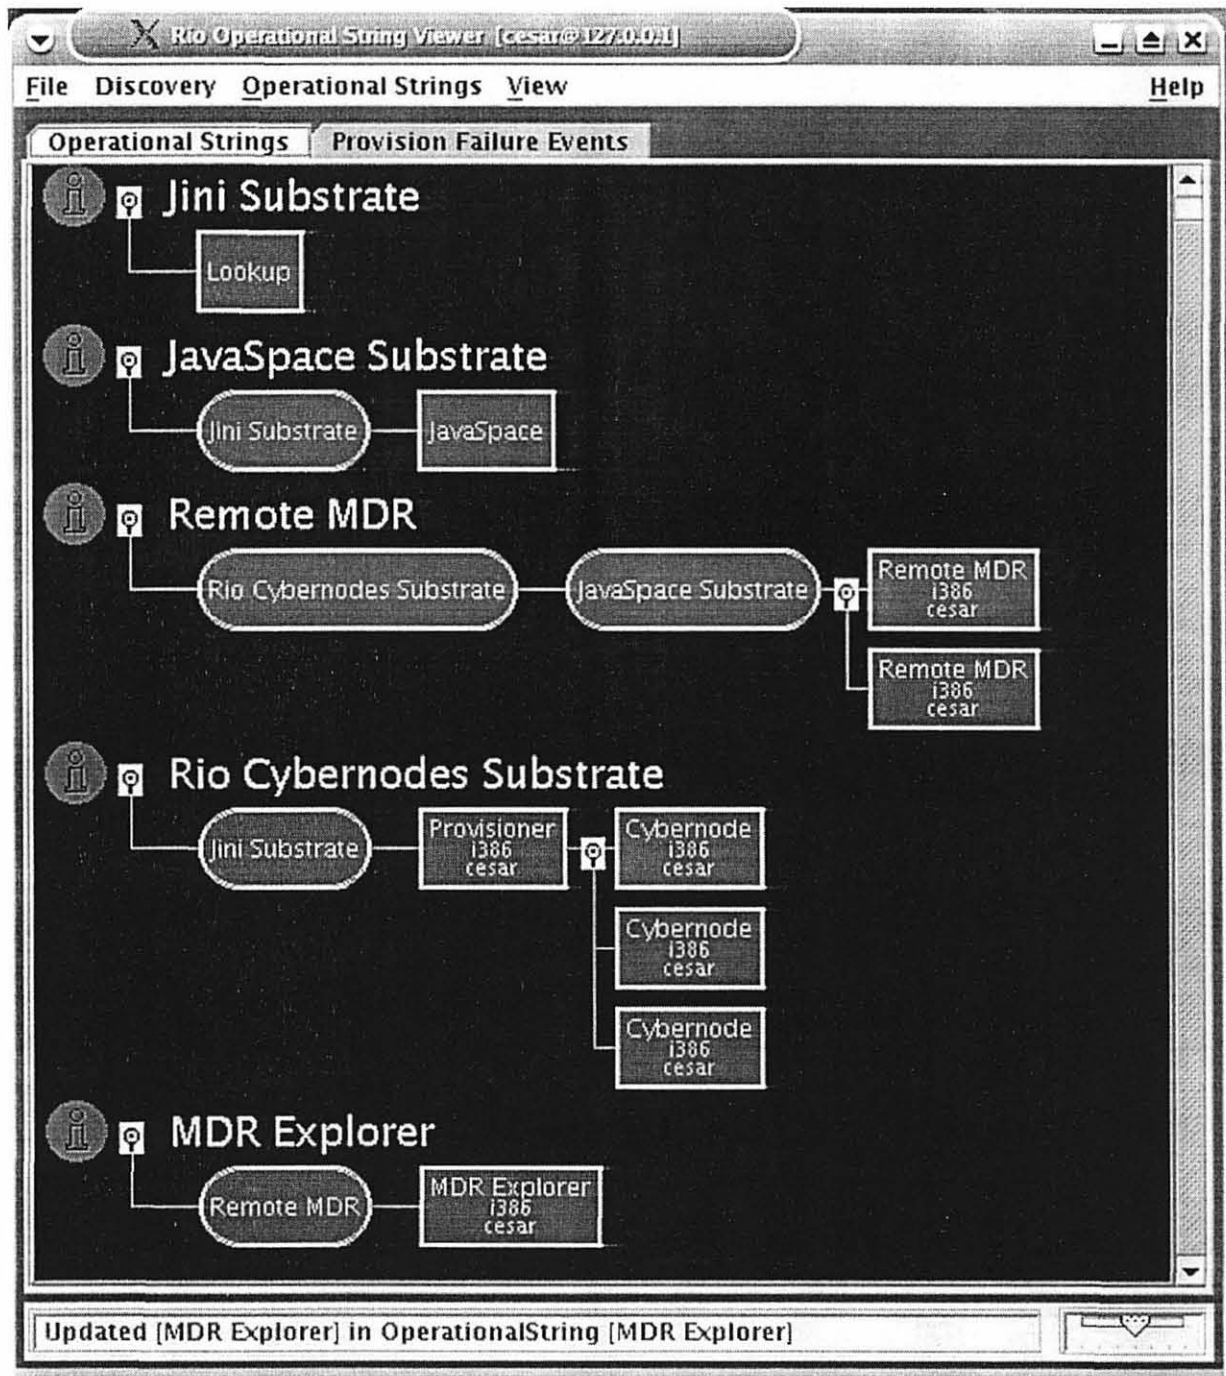 Rio Operational String Viewer [cesar@127.0.0.1]
File Discovery Operational Strings View Help
Operational Strings Provision Failure Events
Jini Substrate
Lookup
JavaSpace Substrate
Jini Substrate JavaSpace
Remote MDR
Rio Cybernodes Substrate JavaSpace Substrate Remote MDR
i386
cesar
Remote MDR
i386
cesar
Rio Cybernodes Substrate
Jini Substrate Provisioner Cybernode
i386 i386
cesar cesar
Cybernode
i386
cesar
Cybernode
i386
cesar
MDR Explorer
Remote MDR MDR Explorer
i386
cesar
Updated [MDR Explorer] in OperationalString [MDR Explorer]